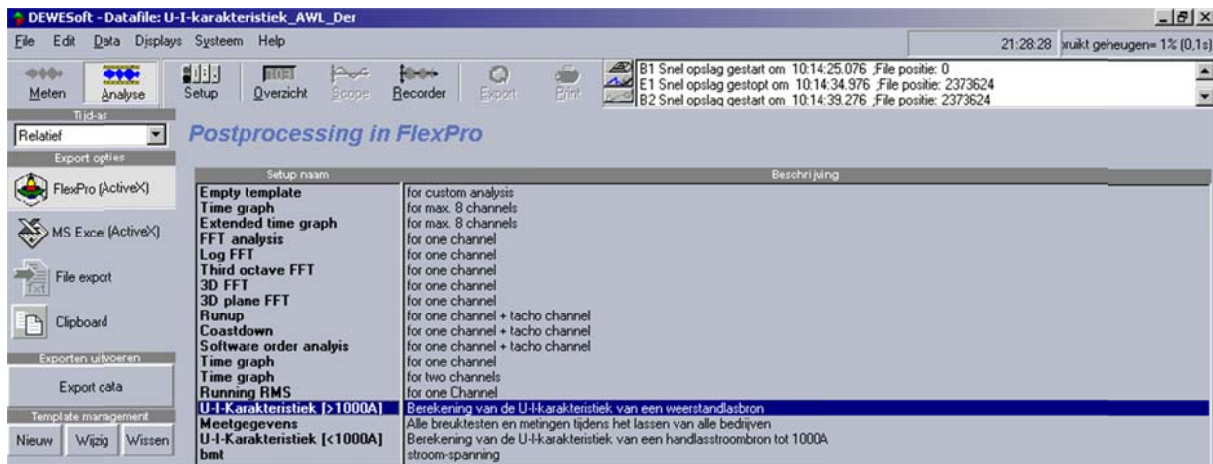 DEWESoft - Datafile: U-I-karakteristiek_AWL_Der
File Edit Data Displays Systeem Help
21:28:28 bruikt geheugen= 1% (0,1s)
Meten Analyse Setup Overzicht Scope Recorder Export Print
B1 Snel opslag gestart om 10:14:25.076 ;File positie: 0
E1 Snel opslag gestopt om 10:14:34.976 ;File positie: 2373624
B2 Snel opslag gestart om 10:14:39.276 ;File positie: 2373624
Tijd-as
Relatief
Postprocessing in FlexPro
Export opties
FlexPro (ActiveX)
MS Excel (ActiveX)
File export
Clipboard
Exporten uitvoeren
Export data
Template management
Nieuw Wijzig Wissen
Setup naam Beschrijving
Empty template for custom analysis
Time graph for max. 8 channels
Extended time graph for max. 8 channels
FFT analysis for one channel
Log FFT for one channel
Third octave FFT for one channel
3D FFT for one channel
3D plane FFT for one channel
Runup for one channel + tacho channel
Coastdown for one channel + tacho channel
Software order analyis for one channel + tacho channel
Time graph for one channel
Time graph for two channels
Running RMS for one Channel
U-I-Karakteristiek [>1000A] Berekening van de U-I-karakteristiek van een weerstandlasbron
Meetgegevens Alle breuktesten en metingen tijdens het lassen van alle bedrijven
U-I-Karakteristiek [<1000A] Berekening van de U-I-karakteristiek van een handlasstroombron tot 1000A
bmt stroom-spanning